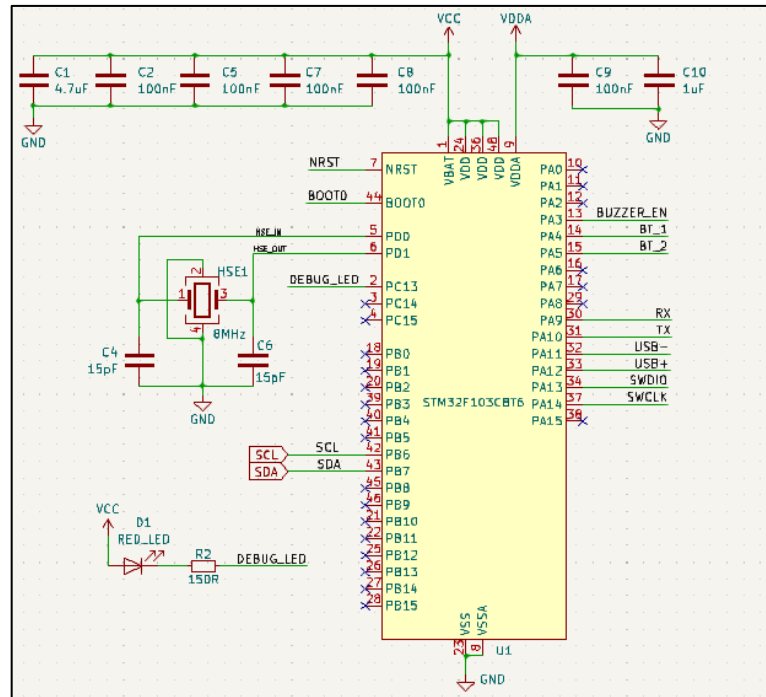 VCC
VDDA
C1
4.7uF
C2
100nF
C5
100nF
C7
100nF
C8
100nF
C9
100nF
C10
1uF
GND
GND
1
24
36
48
9
VBAT
VDD
VDD
VDD
VDDA
NRST
7
NRST
BOOT0
44
BOOT0
HSE_IN
5
PD0
HSE_OUT
6
PD1
DEBUG_LED
2
PC13
3
PC14
4
PC15
2
HSE1
1
3
4
8MHz
C4
15pF
C6
15pF
GND
18
PB0
19
PB1
20
PB2
39
PB3
40
PB4
41
PB5
SCL
SCL
42
PB6
SDA
SDA
43
PB7
45
PB8
46
PB9
21
PB10
22
PB11
25
PB12
26
PB13
27
PB14
28
PB15
STM32F103CBT6
PA0
10
PA1
11
PA2
12
PA3
13
BUZZER_EN
PA4
14
BT_1
PA5
15
BT_2
PA6
16
PA7
17
PA8
29
PA9
30
RX
PA10
31
TX
PA11
32
USB-
PA12
33
USB+
PA13
34
SWDIO
PA14
37
SWCLK
PA15
38
VCC
D1
RED_LED
R2
150R
DEBUG_LED
VSS
VSSA
23
8
U1
GND